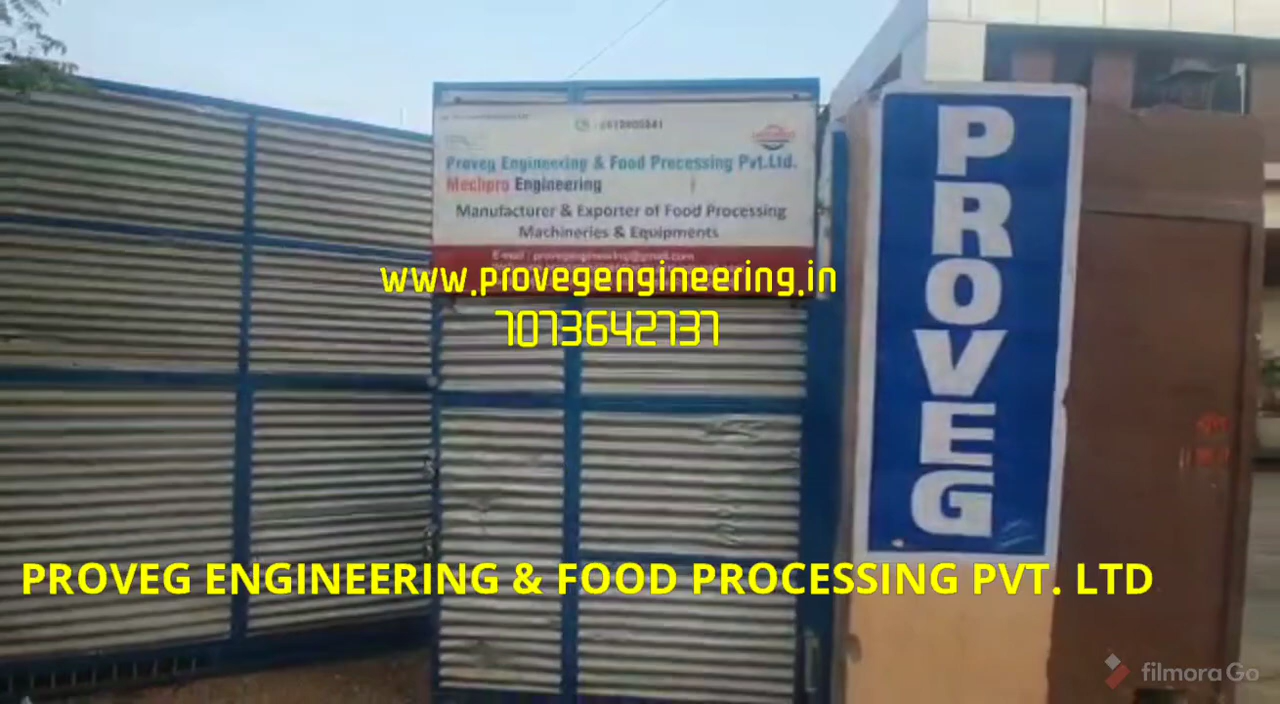 Proveg Engineering & Food Processing Pvt.Ltd.
Mechpro Engineering
Manufacturer & Exporter of Food Processing
Machineries & Equipments
www.provegengineering.in
7073642737
PROVEG
PROVEG ENGINEERING & FOOD PROCESSING PVT. LTD
filmora Go